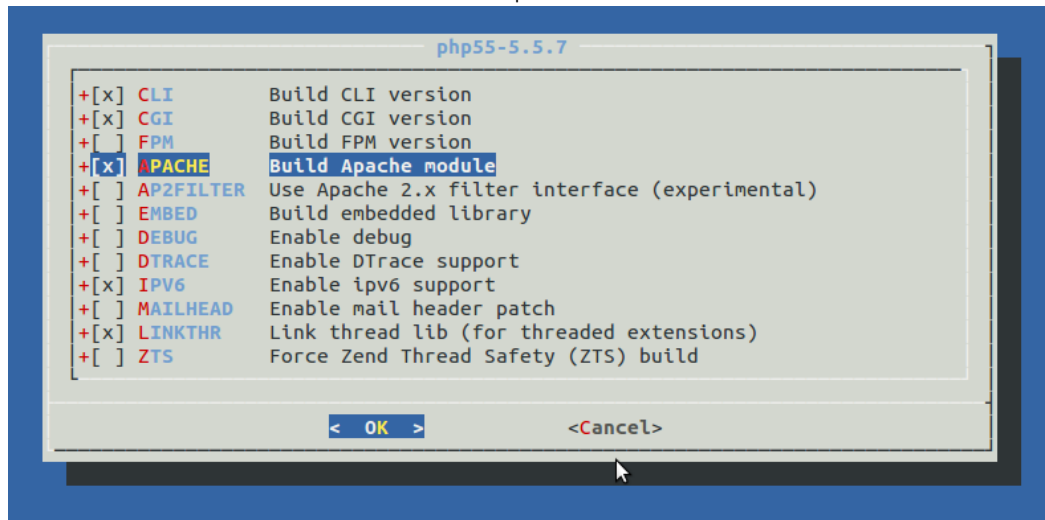 php55-5.5.7
+[x] CLI Build CLI version
+[x] CGI Build CGI version
+[ ] FPM Build FPM version
+[x] APACHE Build Apache module
+[ ] AP2FILTER Use Apache 2.x filter interface (experimental)
+[ ] EMBED Build embedded library
+[ ] DEBUG Enable debug
+[ ] DTRACE Enable DTrace support
+[x] IPV6 Enable ipv6 support
+[ ] MAILHEAD Enable mail header patch
+[x] LINKTHR Link thread lib (for threaded extensions)
+[ ] ZTS Force Zend Thread Safety (ZTS) build
< OK > <Cancel>